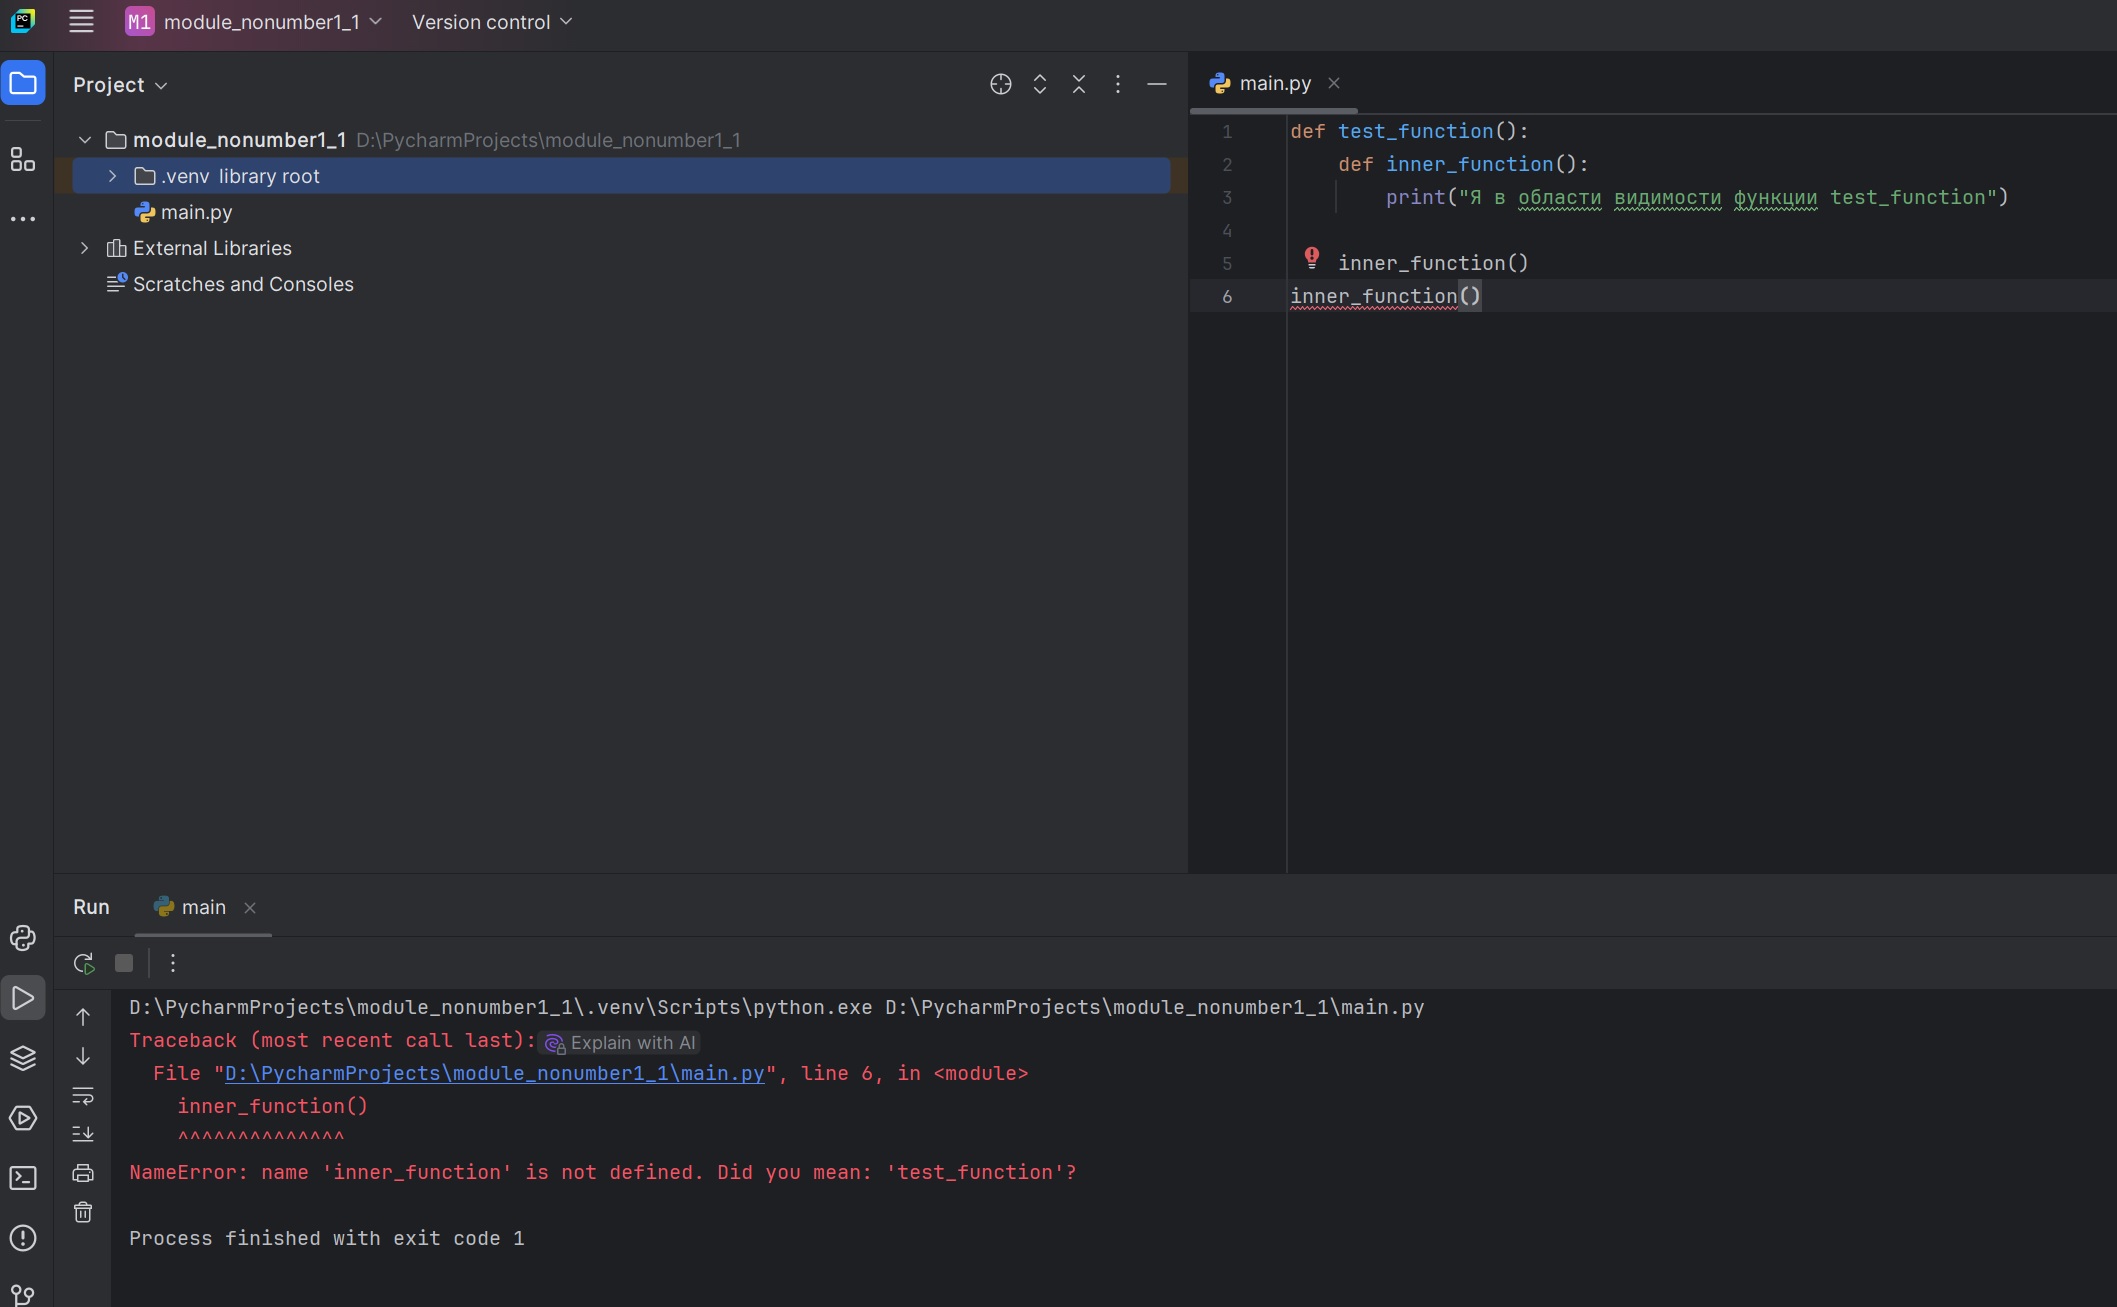 PC
M1 module_nonumber1_1 Version control
Project
module_nonumber1_1 D:\PycharmProjects\module_nonumber1_1
.venv library root
main.py
External Libraries
Scratches and Consoles
main.py
1 def test_function():
2 def inner_function():
3 print("Я в области видимости функции test_function")
4
5 inner_function()
6 inner_function()
Run main
D:\PycharmProjects\module_nonumber1_1\.venv\Scripts\python.exe D:\PycharmProjects\module_nonumber1_1\main.py
Traceback (most recent call last): Explain with AI
File "D:\PycharmProjects\module_nonumber1_1\main.py", line 6, in <module>
inner_function()
^^^^^^^^^^^^^^
NameError: name 'inner_function' is not defined. Did you mean: 'test_function'?
Process finished with exit code 1